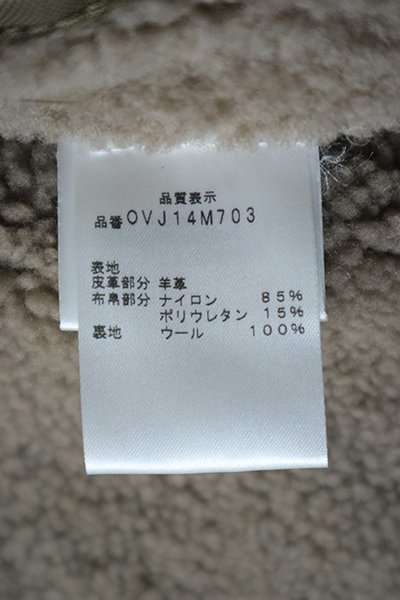 品質表示
品番 OVJ14M703
表地
皮革部分 羊革
布帛部分 ナイロン 85%
ポリウレタン 15%
裏地 ウール 100%